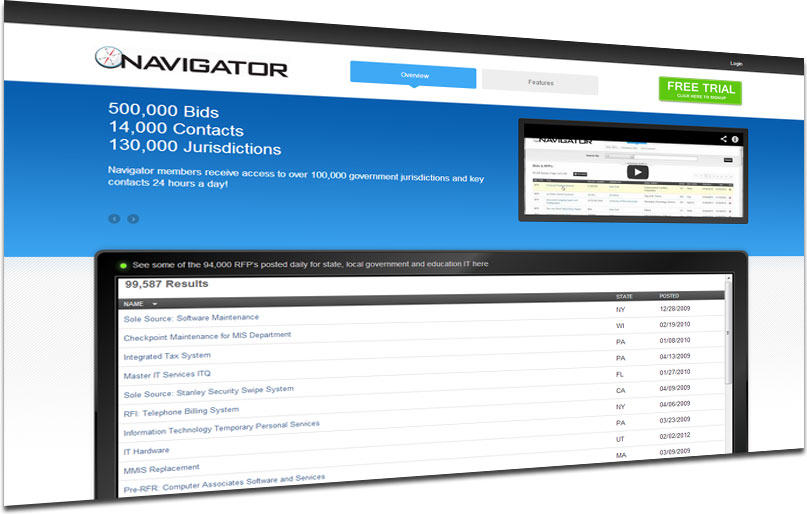 NAVIGATOR
Overview
Features
Login
FREE TRIAL
CLICK HERE TO SIGNUP
500,000 Bids
14,000 Contacts
130,000 Jurisdictions
Navigator members receive access to over 100,000 government jurisdictions and key
contacts 24 hours a day!
NAVIGATOR
See some of the 94,000 RFP's posted daily for state, local government and education IT here
99,587 Results
NAME STATE POSTED
Sole Source: Software Maintenance NY 12/28/2009
Checkpoint Maintenance for MIS Department WI 02/19/2010
Integrated Tax System PA 01/08/2010
Master IT Services ITQ PA 04/13/2009
Sole Source: Stanley Security Swipe System FL 01/27/2010
RFI: Telephone Billing System CA 04/09/2009
Information Technology Temporary Personal Services NY 04/06/2009
IT Hardware PA 03/23/2009
MMIS Replacement UT 02/02/2012
Pre-RFR: Computer Associates Software and Services MA 03/09/2009